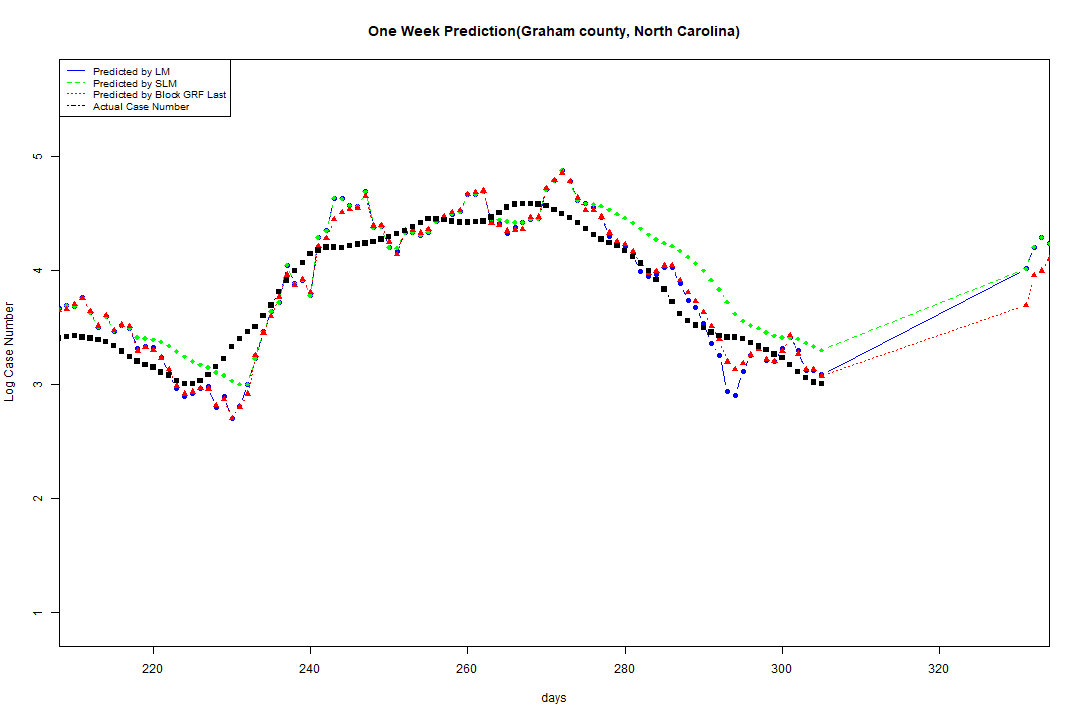 One Week Prediction(Graham county, North Carolina)
Predicted by LM
Predicted by SLM
Predicted by Block GRF Last
Actual Case Number
Log Case Number
5
4
3
2
1
220 240 260 280 300 320
days